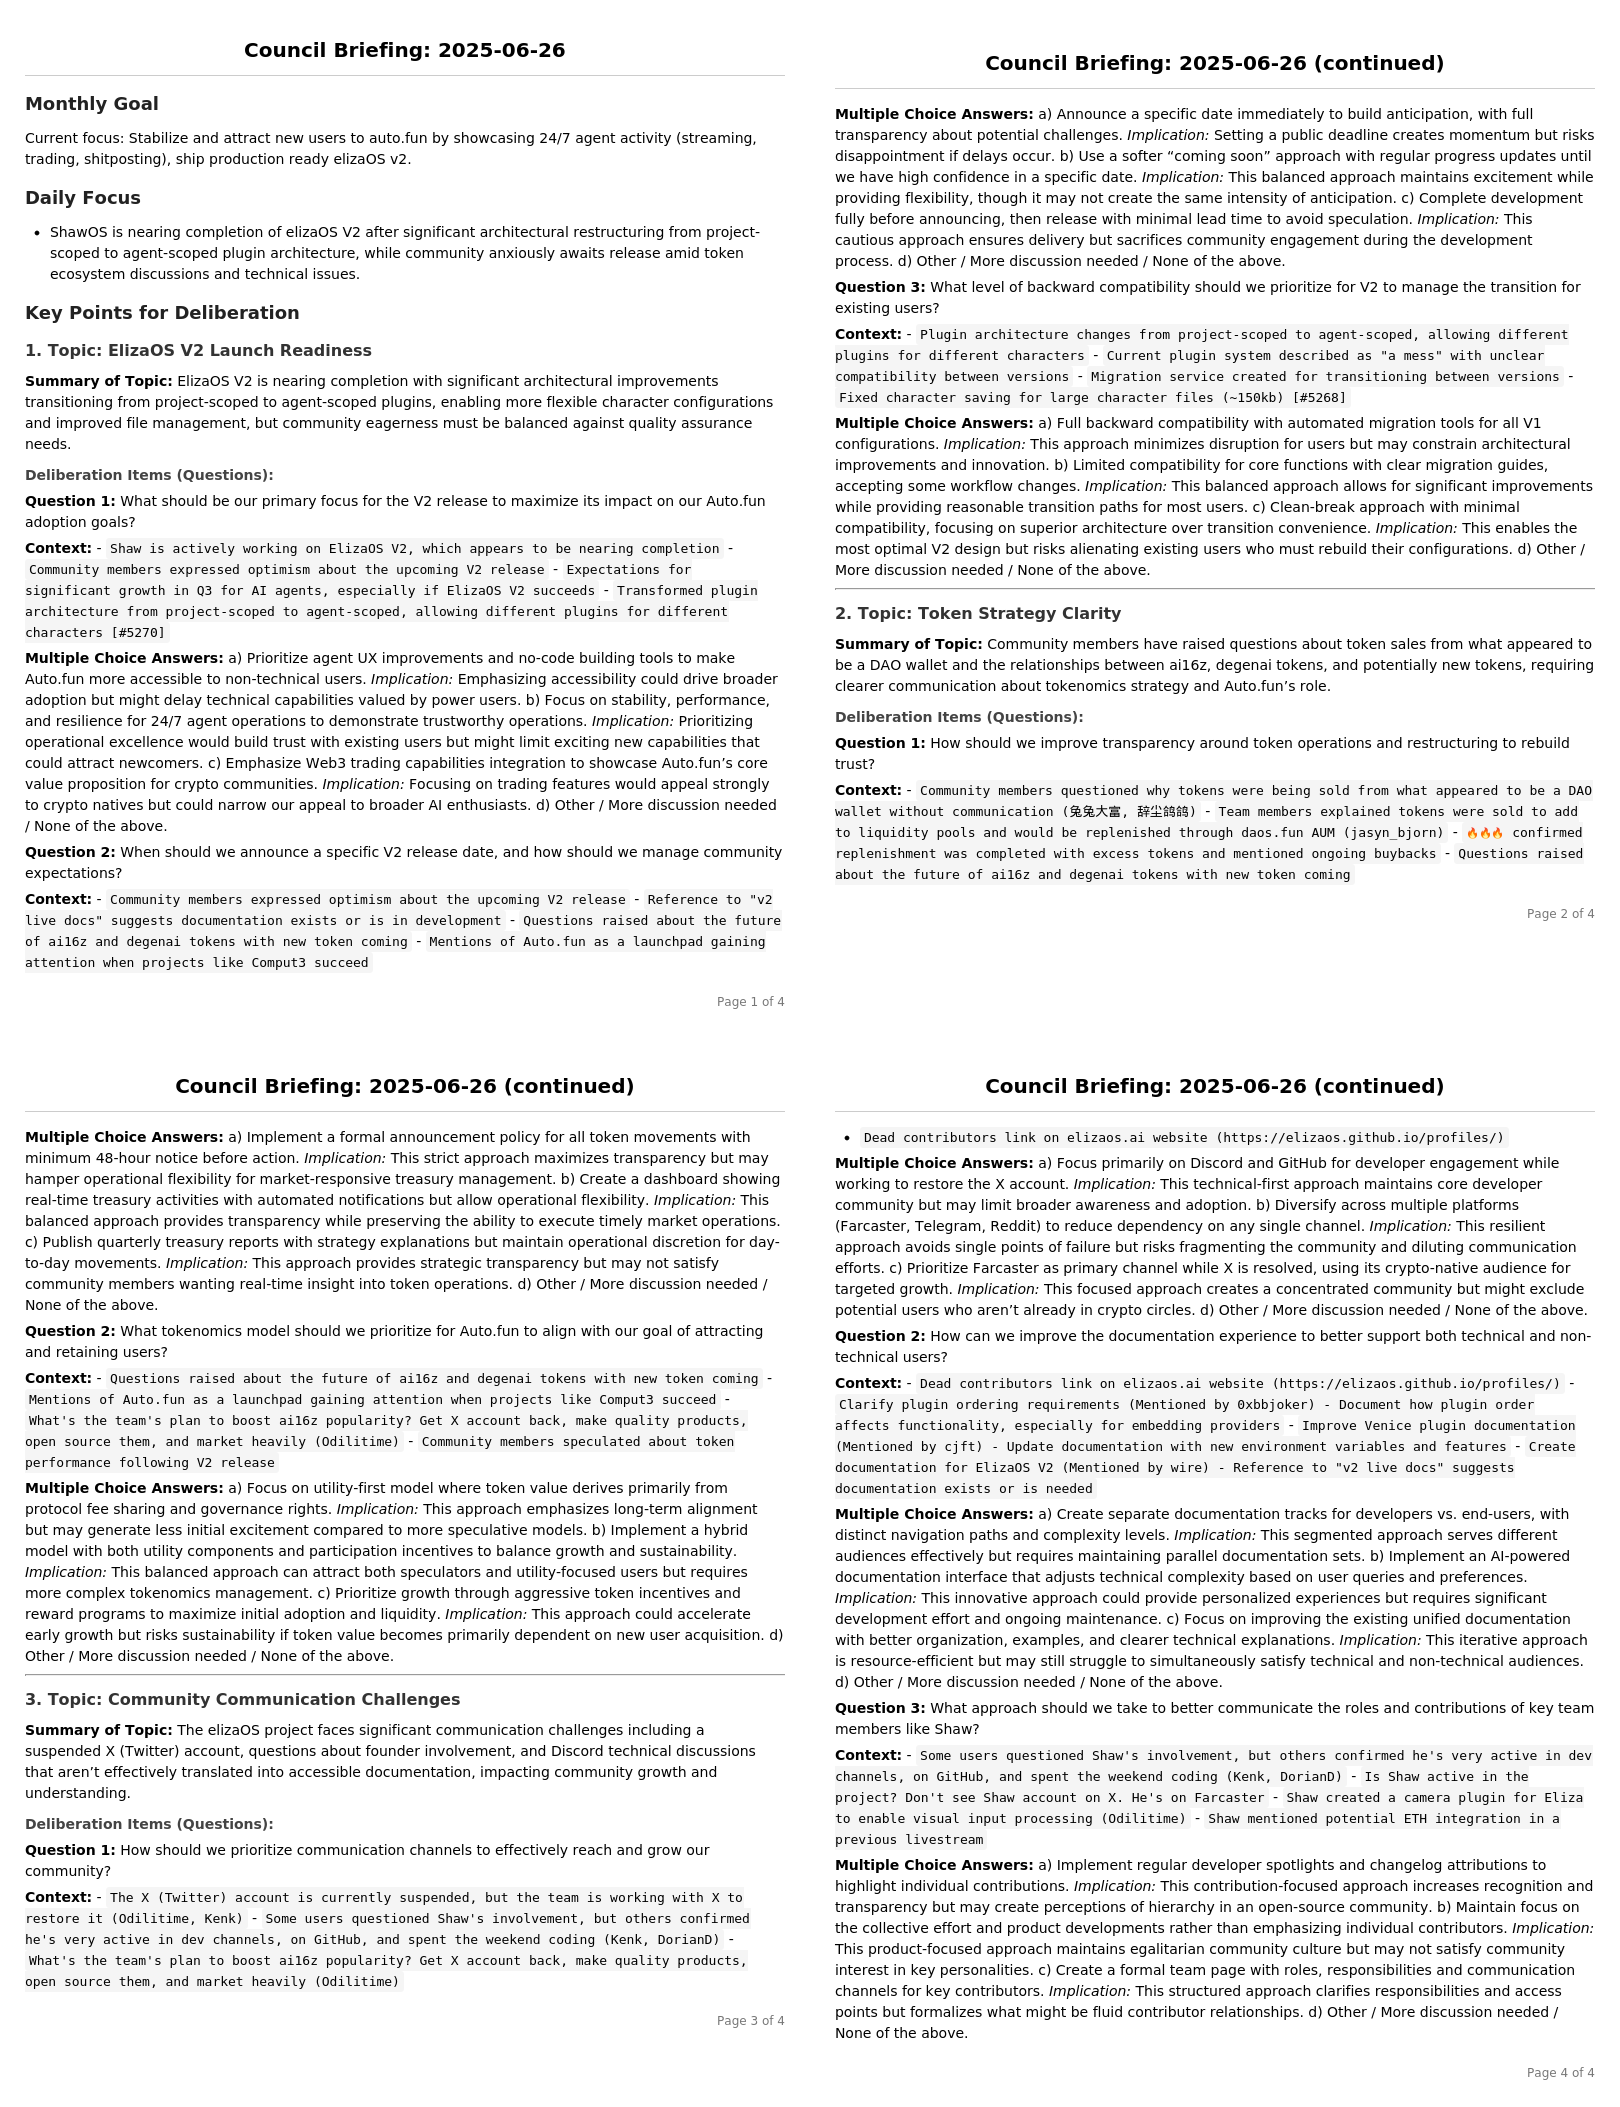 Council Briefing: 2025-06-26
Monthly Goal
Current focus: Stabilize and attract new users to auto.fun by showcasing 24/7 agent activity (streaming,
trading, shitposting), ship production ready elizaOS v2.
Daily Focus
• ShawOS is nearing completion of elizaOS V2 after significant architectural restructuring from project-
scoped to agent-scoped plugin architecture, while community anxiously awaits release amid token
ecosystem discussions and technical issues.
Key Points for Deliberation
1. Topic: ElizaOS V2 Launch Readiness
Summary of Topic: ElizaOS V2 is nearing completion with significant architectural improvements
transitioning from project-scoped to agent-scoped plugins, enabling more flexible character configurations
and improved file management, but community eagerness must be balanced against quality assurance
needs.
Deliberation Items (Questions):
Question 1: What should be our primary focus for the V2 release to maximize its impact on our Auto.fun
adoption goals?
Context: - Shaw is actively working on ElizaOS V2, which appears to be nearing completion -
Community members expressed optimism about the upcoming V2 release - Expectations for
significant growth in Q3 for AI agents, especially if ElizaOS V2 succeeds - Transformed plugin
architecture from project-scoped to agent-scoped, allowing different plugins for different
characters [#5270]
Multiple Choice Answers: a) Prioritize agent UX improvements and no-code building tools to make
Auto.fun more accessible to non-technical users. Implication: Emphasizing accessibility could drive broader
adoption but might delay technical capabilities valued by power users. b) Focus on stability, performance,
and resilience for 24/7 agent operations to demonstrate trustworthy operations. Implication: Prioritizing
operational excellence would build trust with existing users but might limit exciting new capabilities that
could attract newcomers. c) Emphasize Web3 trading capabilities integration to showcase Auto.fun’s core
value proposition for crypto communities. Implication: Focusing on trading features would appeal strongly
to crypto natives but could narrow our appeal to broader AI enthusiasts. d) Other / More discussion needed
/ None of the above.
Question 2: When should we announce a specific V2 release date, and how should we manage community
expectations?
Context: - Community members expressed optimism about the upcoming V2 release - Reference to "v2
live docs" suggests documentation exists or is in development - Questions raised about the future
of ai16z and degenai tokens with new token coming - Mentions of Auto.fun as a launchpad gaining
attention when projects like Comput3 succeed
Page 1 of 4
Council Briefing: 2025-06-26 (continued)
Multiple Choice Answers: a) Announce a specific date immediately to build anticipation, with full
transparency about potential challenges. Implication: Setting a public deadline creates momentum but risks
disappointment if delays occur. b) Use a softer “coming soon” approach with regular progress updates until
we have high confidence in a specific date. Implication: This balanced approach maintains excitement while
providing flexibility, though it may not create the same intensity of anticipation. c) Complete development
fully before announcing, then release with minimal lead time to avoid speculation. Implication: This
cautious approach ensures delivery but sacrifices community engagement during the development
process. d) Other / More discussion needed / None of the above.
Question 3: What level of backward compatibility should we prioritize for V2 to manage the transition for
existing users?
Context: - Plugin architecture changes from project-scoped to agent-scoped, allowing different
plugins for different characters - Current plugin system described as "a mess" with unclear
compatibility between versions - Migration service created for transitioning between versions -
Fixed character saving for large character files (~150kb) [#5268]
Multiple Choice Answers: a) Full backward compatibility with automated migration tools for all V1
configurations. Implication: This approach minimizes disruption for users but may constrain architectural
improvements and innovation. b) Limited compatibility for core functions with clear migration guides,
accepting some workflow changes. Implication: This balanced approach allows for significant improvements
while providing reasonable transition paths for most users. c) Clean-break approach with minimal
compatibility, focusing on superior architecture over transition convenience. Implication: This enables the
most optimal V2 design but risks alienating existing users who must rebuild their configurations. d) Other /
More discussion needed / None of the above.
2. Topic: Token Strategy Clarity
Summary of Topic: Community members have raised questions about token sales from what appeared to
be a DAO wallet and the relationships between ai16z, degenai tokens, and potentially new tokens, requiring
clearer communication about tokenomics strategy and Auto.fun’s role.
Deliberation Items (Questions):
Question 1: How should we improve transparency around token operations and restructuring to rebuild
trust?
Context: - Community members questioned why tokens were being sold from what appeared to be a DAO
wallet without communication (兔兔大富, 辞尘鸽鸽) - Team members explained tokens were sold to add
to liquidity pools and would be replenished through daos.fun AUM (jasyn_bjorn) - 🔥🔥🔥 confirmed
replenishment was completed with excess tokens and mentioned ongoing buybacks - Questions raised
about the future of ai16z and degenai tokens with new token coming
Page 2 of 4
Council Briefing: 2025-06-26 (continued)
Multiple Choice Answers: a) Implement a formal announcement policy for all token movements with
minimum 48-hour notice before action. Implication: This strict approach maximizes transparency but may
hamper operational flexibility for market-responsive treasury management. b) Create a dashboard showing
real-time treasury activities with automated notifications but allow operational flexibility. Implication: This
balanced approach provides transparency while preserving the ability to execute timely market operations.
c) Publish quarterly treasury reports with strategy explanations but maintain operational discretion for day-
to-day movements. Implication: This approach provides strategic transparency but may not satisfy
community members wanting real-time insight into token operations. d) Other / More discussion needed /
None of the above.
Question 2: What tokenomics model should we prioritize for Auto.fun to align with our goal of attracting
and retaining users?
Context: - Questions raised about the future of ai16z and degenai tokens with new token coming -
Mentions of Auto.fun as a launchpad gaining attention when projects like Comput3 succeed -
What's the team's plan to boost ai16z popularity? Get X account back, make quality products,
open source them, and market heavily (Odilitime) - Community members speculated about token
performance following V2 release
Multiple Choice Answers: a) Focus on utility-first model where token value derives primarily from
protocol fee sharing and governance rights. Implication: This approach emphasizes long-term alignment
but may generate less initial excitement compared to more speculative models. b) Implement a hybrid
model with both utility components and participation incentives to balance growth and sustainability.
Implication: This balanced approach can attract both speculators and utility-focused users but requires
more complex tokenomics management. c) Prioritize growth through aggressive token incentives and
reward programs to maximize initial adoption and liquidity. Implication: This approach could accelerate
early growth but risks sustainability if token value becomes primarily dependent on new user acquisition. d)
Other / More discussion needed / None of the above.
3. Topic: Community Communication Challenges
Summary of Topic: The elizaOS project faces significant communication challenges including a
suspended X (Twitter) account, questions about founder involvement, and Discord technical discussions
that aren’t effectively translated into accessible documentation, impacting community growth and
understanding.
Deliberation Items (Questions):
Question 1: How should we prioritize communication channels to effectively reach and grow our
community?
Context: - The X (Twitter) account is currently suspended, but the team is working with X to
restore it (Odilitime, Kenk) - Some users questioned Shaw's involvement, but others confirmed
he's very active in dev channels, on GitHub, and spent the weekend coding (Kenk, DorianD) -
What's the team's plan to boost ai16z popularity? Get X account back, make quality products,
open source them, and market heavily (Odilitime)
Page 3 of 4
Council Briefing: 2025-06-26 (continued)
• Dead contributors link on elizaos.ai website (https://elizaos.github.io/profiles/)
Multiple Choice Answers: a) Focus primarily on Discord and GitHub for developer engagement while
working to restore the X account. Implication: This technical-first approach maintains core developer
community but may limit broader awareness and adoption. b) Diversify across multiple platforms
(Farcaster, Telegram, Reddit) to reduce dependency on any single channel. Implication: This resilient
approach avoids single points of failure but risks fragmenting the community and diluting communication
efforts. c) Prioritize Farcaster as primary channel while X is resolved, using its crypto-native audience for
targeted growth. Implication: This focused approach creates a concentrated community but might exclude
potential users who aren’t already in crypto circles. d) Other / More discussion needed / None of the above.
Question 2: How can we improve the documentation experience to better support both technical and non-
technical users?
Context: - Dead contributors link on elizaos.ai website (https://elizaos.github.io/profiles/) -
Clarify plugin ordering requirements (Mentioned by 0xbbjoker) - Document how plugin order
affects functionality, especially for embedding providers - Improve Venice plugin documentation
(Mentioned by cjft) - Update documentation with new environment variables and features - Create
documentation for ElizaOS V2 (Mentioned by wire) - Reference to "v2 live docs" suggests
documentation exists or is needed
Multiple Choice Answers: a) Create separate documentation tracks for developers vs. end-users, with
distinct navigation paths and complexity levels. Implication: This segmented approach serves different
audiences effectively but requires maintaining parallel documentation sets. b) Implement an AI-powered
documentation interface that adjusts technical complexity based on user queries and preferences.
Implication: This innovative approach could provide personalized experiences but requires significant
development effort and ongoing maintenance. c) Focus on improving the existing unified documentation
with better organization, examples, and clearer technical explanations. Implication: This iterative approach
is resource-efficient but may still struggle to simultaneously satisfy technical and non-technical audiences.
d) Other / More discussion needed / None of the above.
Question 3: What approach should we take to better communicate the roles and contributions of key team
members like Shaw?
Context: - Some users questioned Shaw's involvement, but others confirmed he's very active in dev
channels, on GitHub, and spent the weekend coding (Kenk, DorianD) - Is Shaw active in the
project? Don't see Shaw account on X. He's on Farcaster - Shaw created a camera plugin for Eliza
to enable visual input processing (Odilitime) - Shaw mentioned potential ETH integration in a
previous livestream
Multiple Choice Answers: a) Implement regular developer spotlights and changelog attributions to
highlight individual contributions. Implication: This contribution-focused approach increases recognition and
transparency but may create perceptions of hierarchy in an open-source community. b) Maintain focus on
the collective effort and product developments rather than emphasizing individual contributors. Implication:
This product-focused approach maintains egalitarian community culture but may not satisfy community
interest in key personalities. c) Create a formal team page with roles, responsibilities and communication
channels for key contributors. Implication: This structured approach clarifies responsibilities and access
points but formalizes what might be fluid contributor relationships. d) Other / More discussion needed /
None of the above.
Page 4 of 4